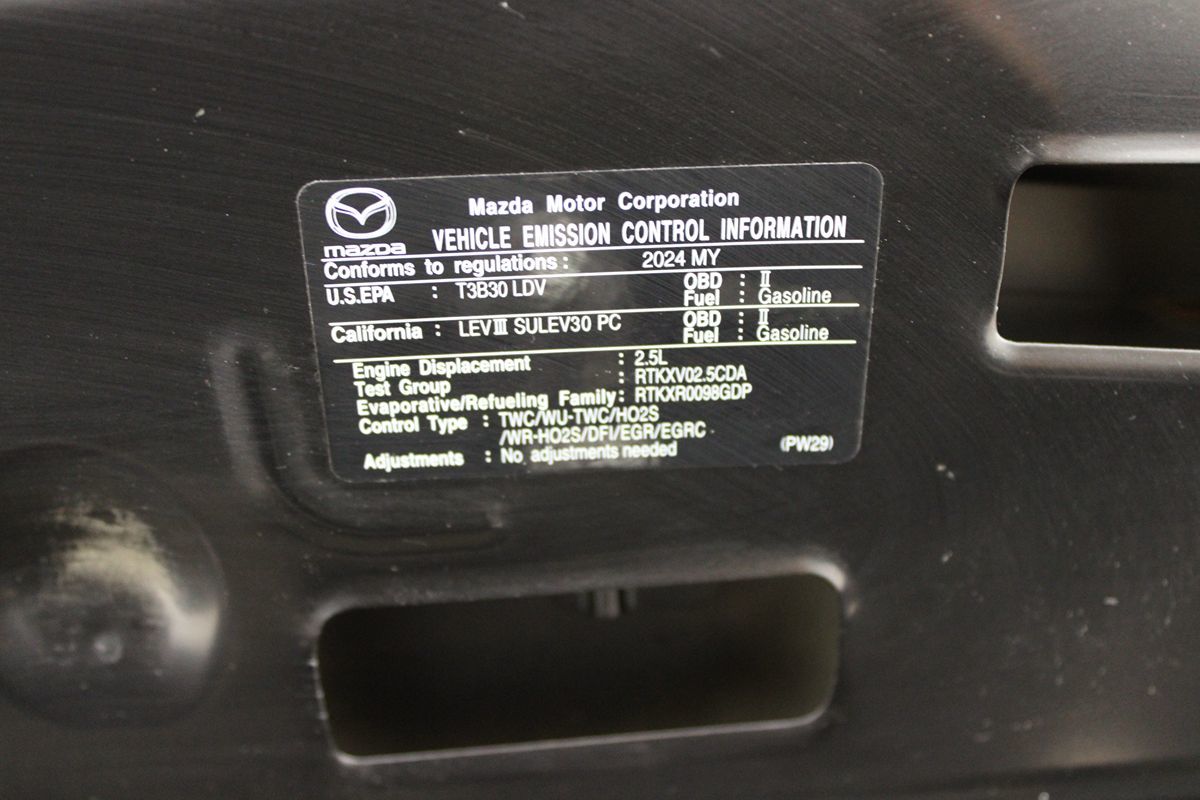 mazda
Mazda Motor Corporation
VEHICLE EMISSION CONTROL INFORMATION
Conforms to regulations : 2024 MY
U.S.EPA : T3B30 LDV OBD : Ⅱ
Fuel : Gasoline
California : LEVⅢ SULEV30 PC OBD : Ⅱ
Fuel : Gasoline
Engine Displacement : 2.5L
Test Group : RTKXV02.5CDA
Evaporative/Refueling Family : RTKXR0098GDP
Control Type : TWC/WU-TWC/HO2S
/WR-HO2S/DFI/EGR/EGRC
Adjustments : No adjustments needed (PW29)